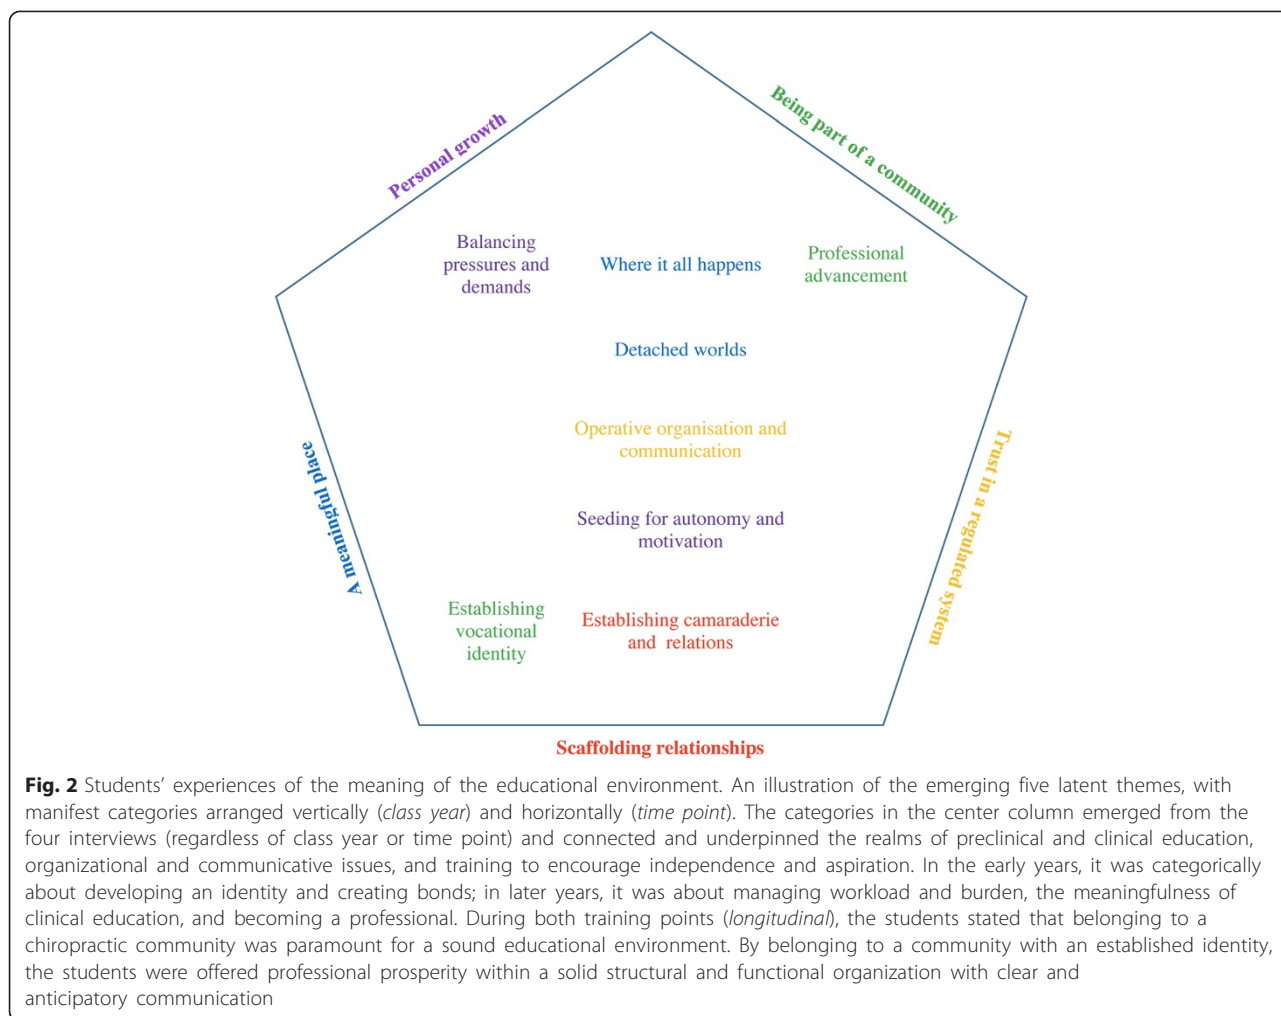 Personal growth
Being part of a community
Balancing
pressures and
demands
Where it all happens
Professional
advancement
Detached worlds
Operative organisation and
communication
A meaningful place
Trust in a regulated system
Seeding for autonomy and
motivation
Establishing
vocational
identity
Establishing camaraderie
and relations
Scaffolding relationships
Fig. 2 Students' experiences of the meaning of the educational environment. An illustration of the emerging five latent themes, with
manifest categories arranged vertically (class year) and horizontally (time point). The categories in the center column emerged from the
four interviews (regardless of class year or time point) and connected and underpinned the realms of preclinical and clinical education,
organizational and communicative issues, and training to encourage independence and aspiration. In the early years, it was categorically
about developing an identity and creating bonds; in later years, it was about managing workload and burden, the meaningfulness of
clinical education, and becoming a professional. During both training points (longitudinal), the students stated that belonging to a
chiropractic community was paramount for a sound educational environment. By belonging to a community with an established identity,
the students were offered professional prosperity within a solid structural and functional organization with clear and
anticipatory communication